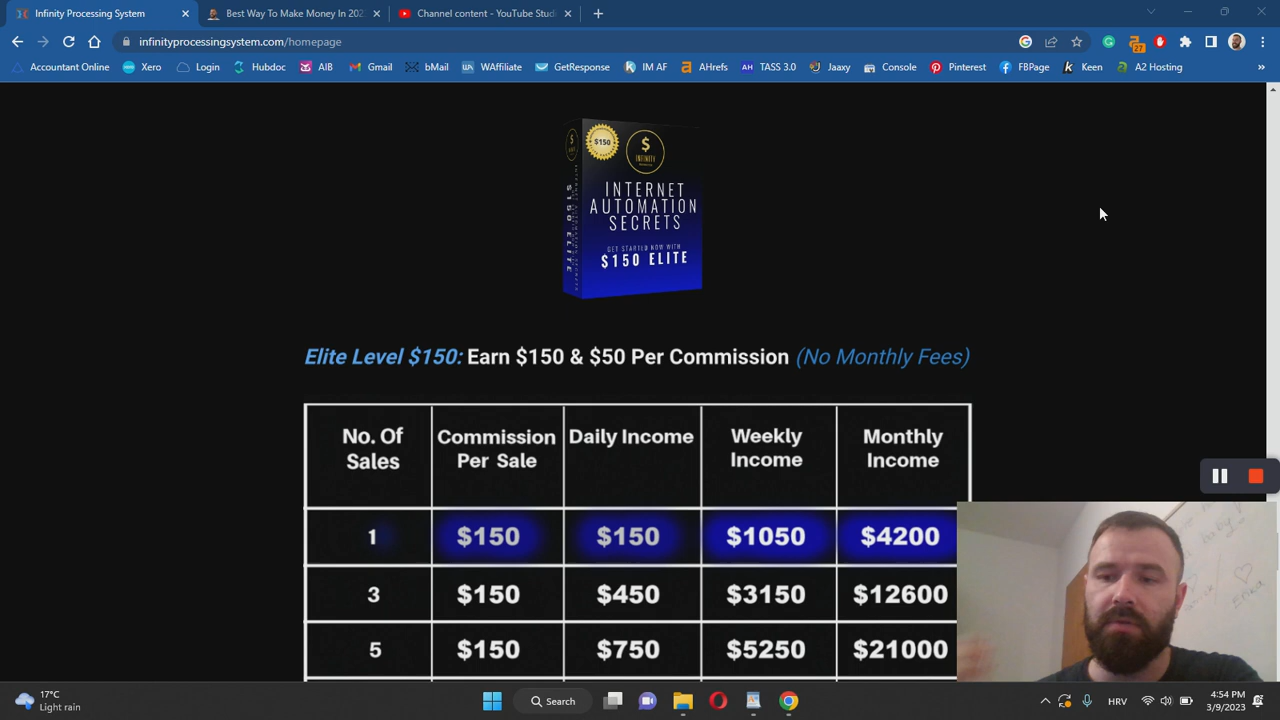 Infinity Processing System
Best Way To Make Money In 202
Channel content - YouTube Stud
infinityprocessingsystem.com/homepage
27
Accountant Online
Xero
Login
Hubdoc
AIB
Gmail
bMail
WAffiliate
GetResponse
IM AF
AHrefs
TASS 3.0
Jaaxy
Console
Pinterest
FBPage
Keen
A2 Hosting
»
$150
$
INFINITY
INTERNET
AUTOMATION
SECRETS
GET STARTED NOW WITH
$150 ELITE
$150 ELITE
Elite Level $150: Earn $150 & $50 Per Commission (No Monthly Fees)
No. Of Sales Commission Per Sale Daily Income Weekly Income Monthly Income
1 $150 $150 $1050 $4200
3 $150 $450 $3150 $12600
5 $150 $750 $5250 $21000
17°C
Light rain
Search
HRV
4:54 PM
3/9/2023